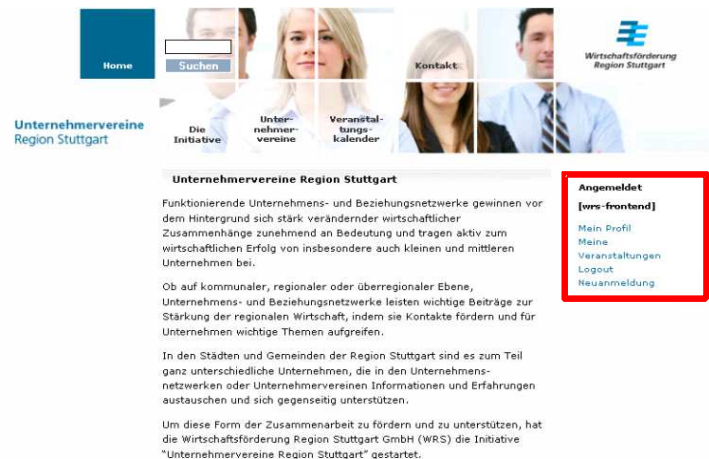 Home
Suchen
Kontakt
Wirtschaftsförderung
Region Stuttgart
Unternehmervereine
Region Stuttgart
Die
Initiative
Unter-
nehmer-
vereine
Veranstal-
tungs-
kalender
Unternehmervereine Region Stuttgart
Funktionierende Unternehmens- und Beziehungsnetzwerke gewinnen vor
dem Hintergrund sich stärk verändernder wirtschaftlicher
Zusammenhänge zunehmend an Bedeutung und tragen aktiv zum
wirtschaftlichen Erfolg von insbesondere auch kleinen und mittleren
Unternehmen bei.
Ob auf kommunaler, regionaler oder überregionaler Ebene,
Unternehmens- und Beziehungsnetzwerke leisten wichtige Beiträge zur
Stärkung der regionalen Wirtschaft, indem sie Kontakte fördern und für
Unternehmen wichtige Themen aufgreifen.
In den Städten und Gemeinden der Region Stuttgart sind es zum Teil
ganz unterschiedliche Unternehmen, die in den Unternehmens-
netzwerken oder Unternehmervereinen Informationen und Erfahrungen
austauschen und sich gegenseitig unterstützen.
Um diese Form der Zusammenarbeit zu fördern und zu unterstützen, hat
die Wirtschaftsförderung Region Stuttgart GmbH (WRS) die Initiative
"Unternehmervereine Region Stuttgart" gestartet.
Angemeldet
[wrs-frontend]
Mein Profil
Meine
Veranstaltungen
Logout
Neuanmeldung